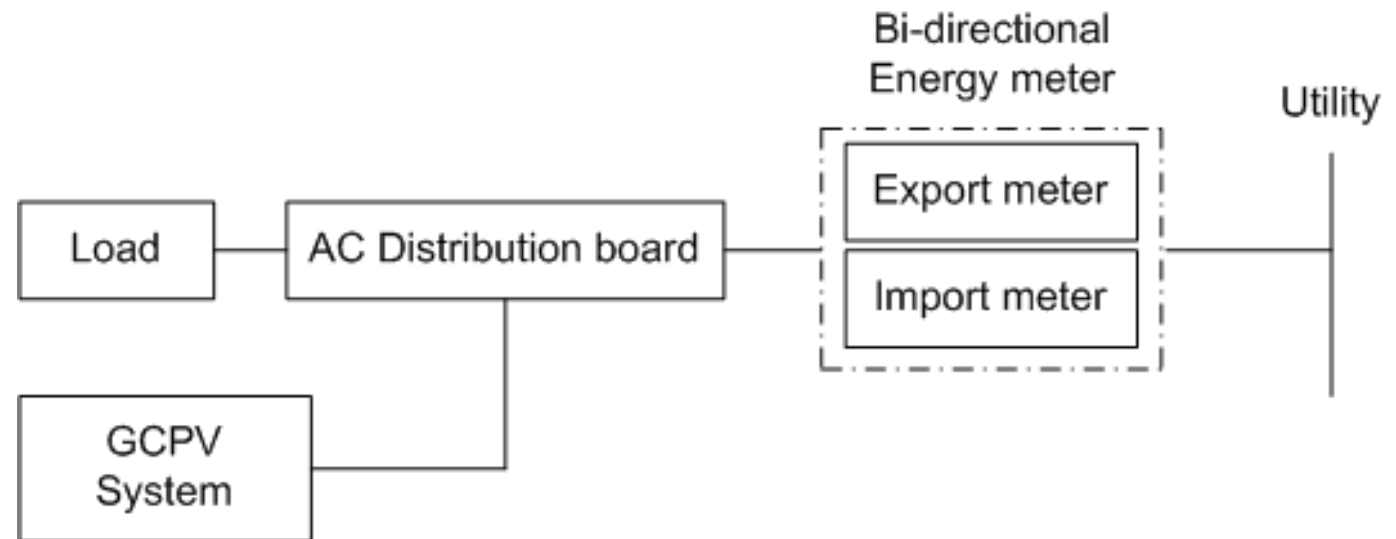 Bi-directional
Energy meter
Utility
Export meter
Load
AC Distribution board
Import meter
GCPV
System